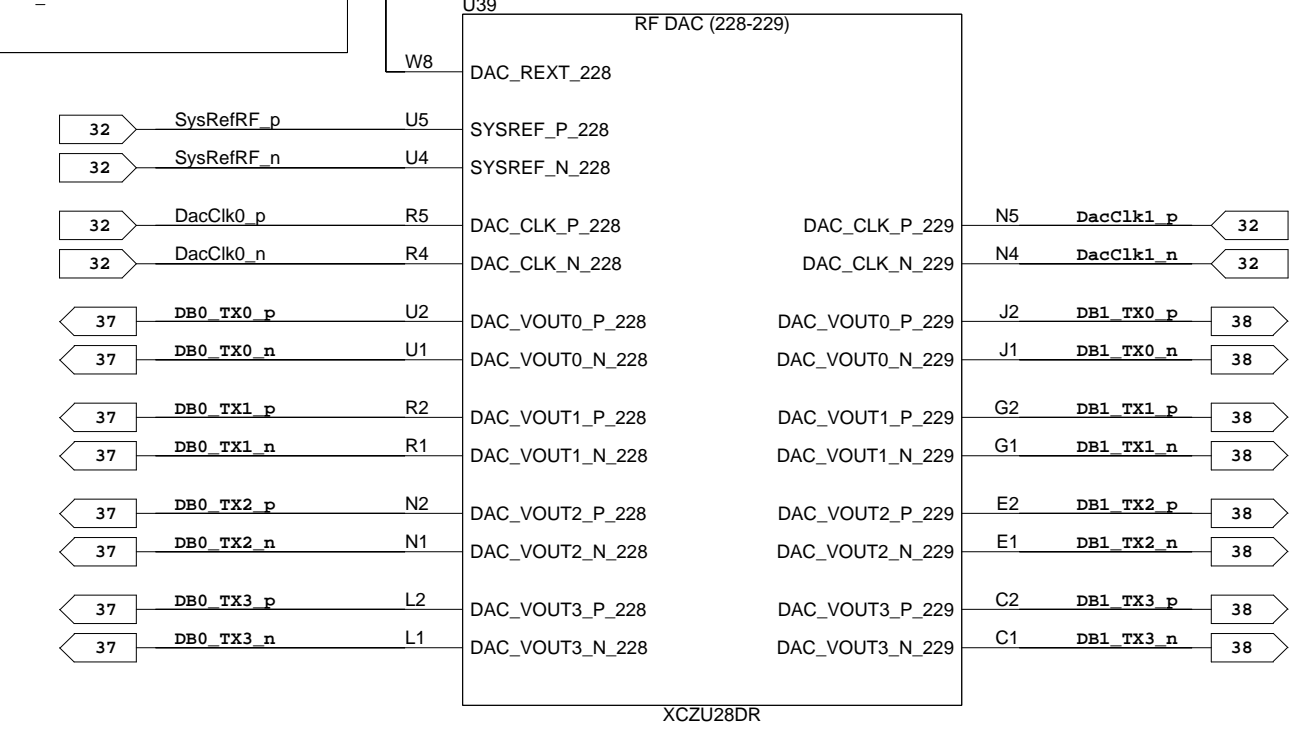 _
U39
RF DAC (228-229)
W8 DAC_REXT_228
32 SysRefRF_p U5 SYSREF_P_228
32 SysRefRF_n U4 SYSREF_N_228
32 DacClk0_p R5 DAC_CLK_P_228 DAC_CLK_P_229 N5 DacClk1_p 32
32 DacClk0_n R4 DAC_CLK_N_228 DAC_CLK_N_229 N4 DacClk1_n 32
37 DB0_TX0_p U2 DAC_VOUT0_P_228 DAC_VOUT0_P_229 J2 DB1_TX0_p 38
37 DB0_TX0_n U1 DAC_VOUT0_N_228 DAC_VOUT0_N_229 J1 DB1_TX0_n 38
37 DB0_TX1_p R2 DAC_VOUT1_P_228 DAC_VOUT1_P_229 G2 DB1_TX1_p 38
37 DB0_TX1_n R1 DAC_VOUT1_N_228 DAC_VOUT1_N_229 G1 DB1_TX1_n 38
37 DB0_TX2_p N2 DAC_VOUT2_P_228 DAC_VOUT2_P_229 E2 DB1_TX2_p 38
37 DB0_TX2_n N1 DAC_VOUT2_N_228 DAC_VOUT2_N_229 E1 DB1_TX2_n 38
37 DB0_TX3_p L2 DAC_VOUT3_P_228 DAC_VOUT3_P_229 C2 DB1_TX3_p 38
37 DB0_TX3_n L1 DAC_VOUT3_N_228 DAC_VOUT3_N_229 C1 DB1_TX3_n 38
XCZU28DR